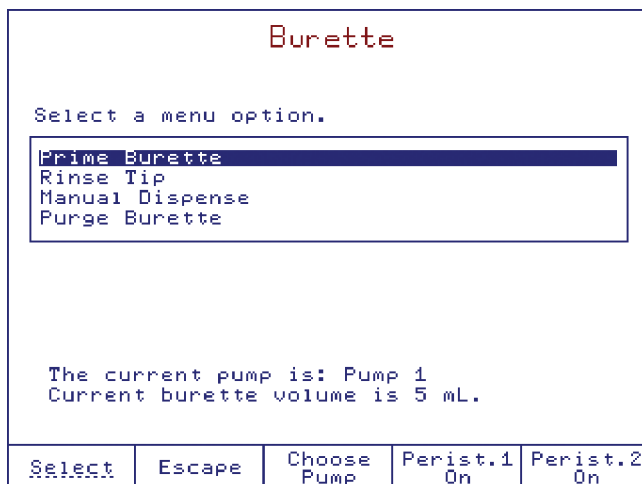 Burette
Select a menu option.
Prime Burette
Rinse Tip
Manual Dispense
Purge Burette
The current pump is: Pump 1
Current burette volume is 5 mL.
Select
Escape
Choose Pump
Perist.1 On
Perist.2 On